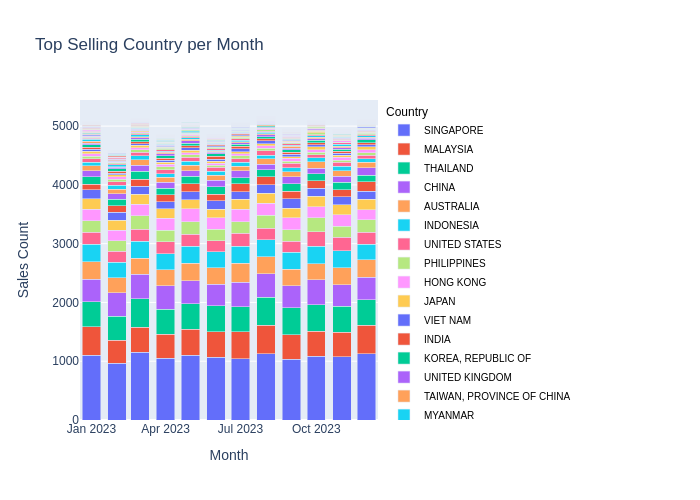 Top Selling Country per Month
Country
SINGAPORE
MALAYSIA
THAILAND
CHINA
AUSTRALIA
INDONESIA
UNITED STATES
PHILIPPINES
HONG KONG
JAPAN
VIET NAM
INDIA
KOREA, REPUBLIC OF
UNITED KINGDOM
TAIWAN, PROVINCE OF CHINA
MYANMAR
Sales Count
5000
4000
3000
2000
1000
0
Jan 2023 Apr 2023 Jul 2023 Oct 2023
Month